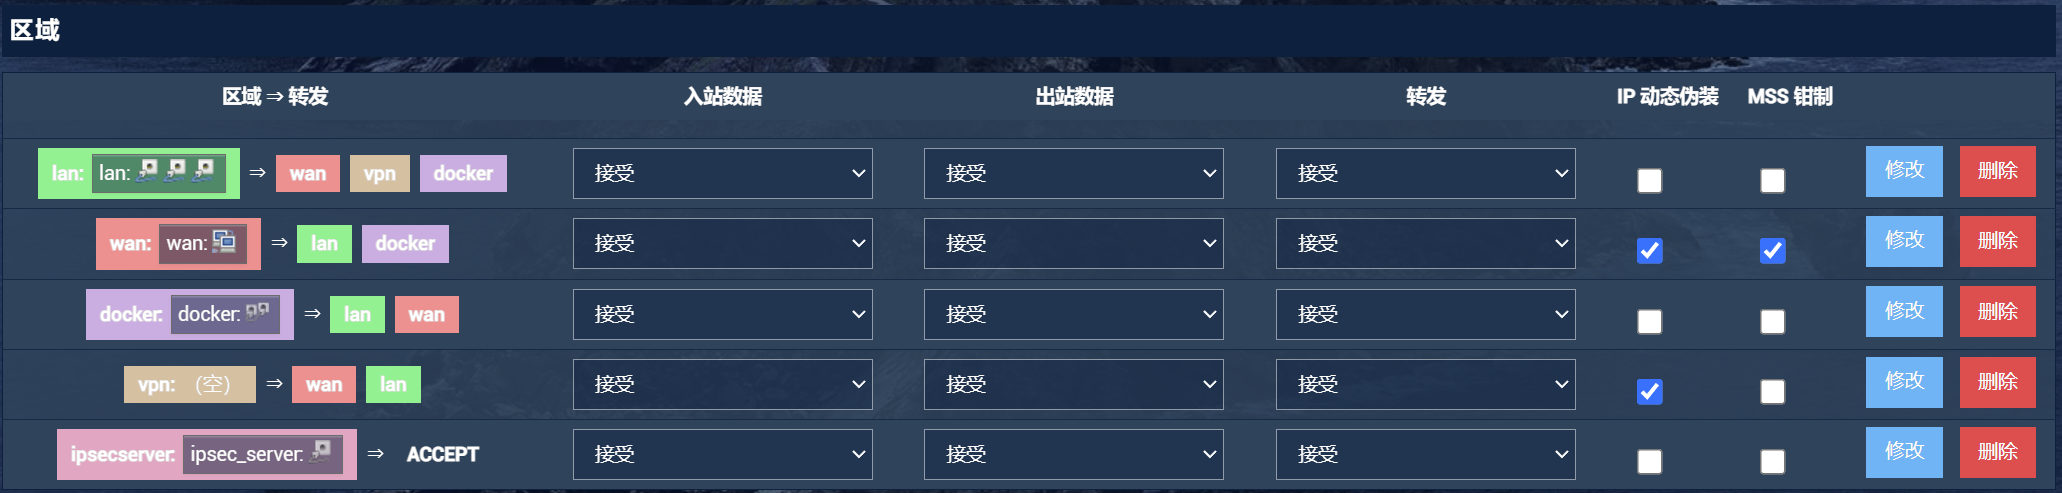 区域
区域 ⇒ 转发 入站数据 出站数据 转发 IP 动态伪装 MSS 钳制
lan: lan: ⇒ wan vpn docker 接受 接受 接受 修改 删除
wan: wan: ⇒ lan docker 接受 接受 接受 修改 删除
docker: docker: ⇒ lan wan 接受 接受 接受 修改 删除
vpn: (空) ⇒ wan lan 接受 接受 接受 修改 删除
ipsecserver: ipsec_server: ⇒ ACCEPT 接受 接受 接受 修改 删除